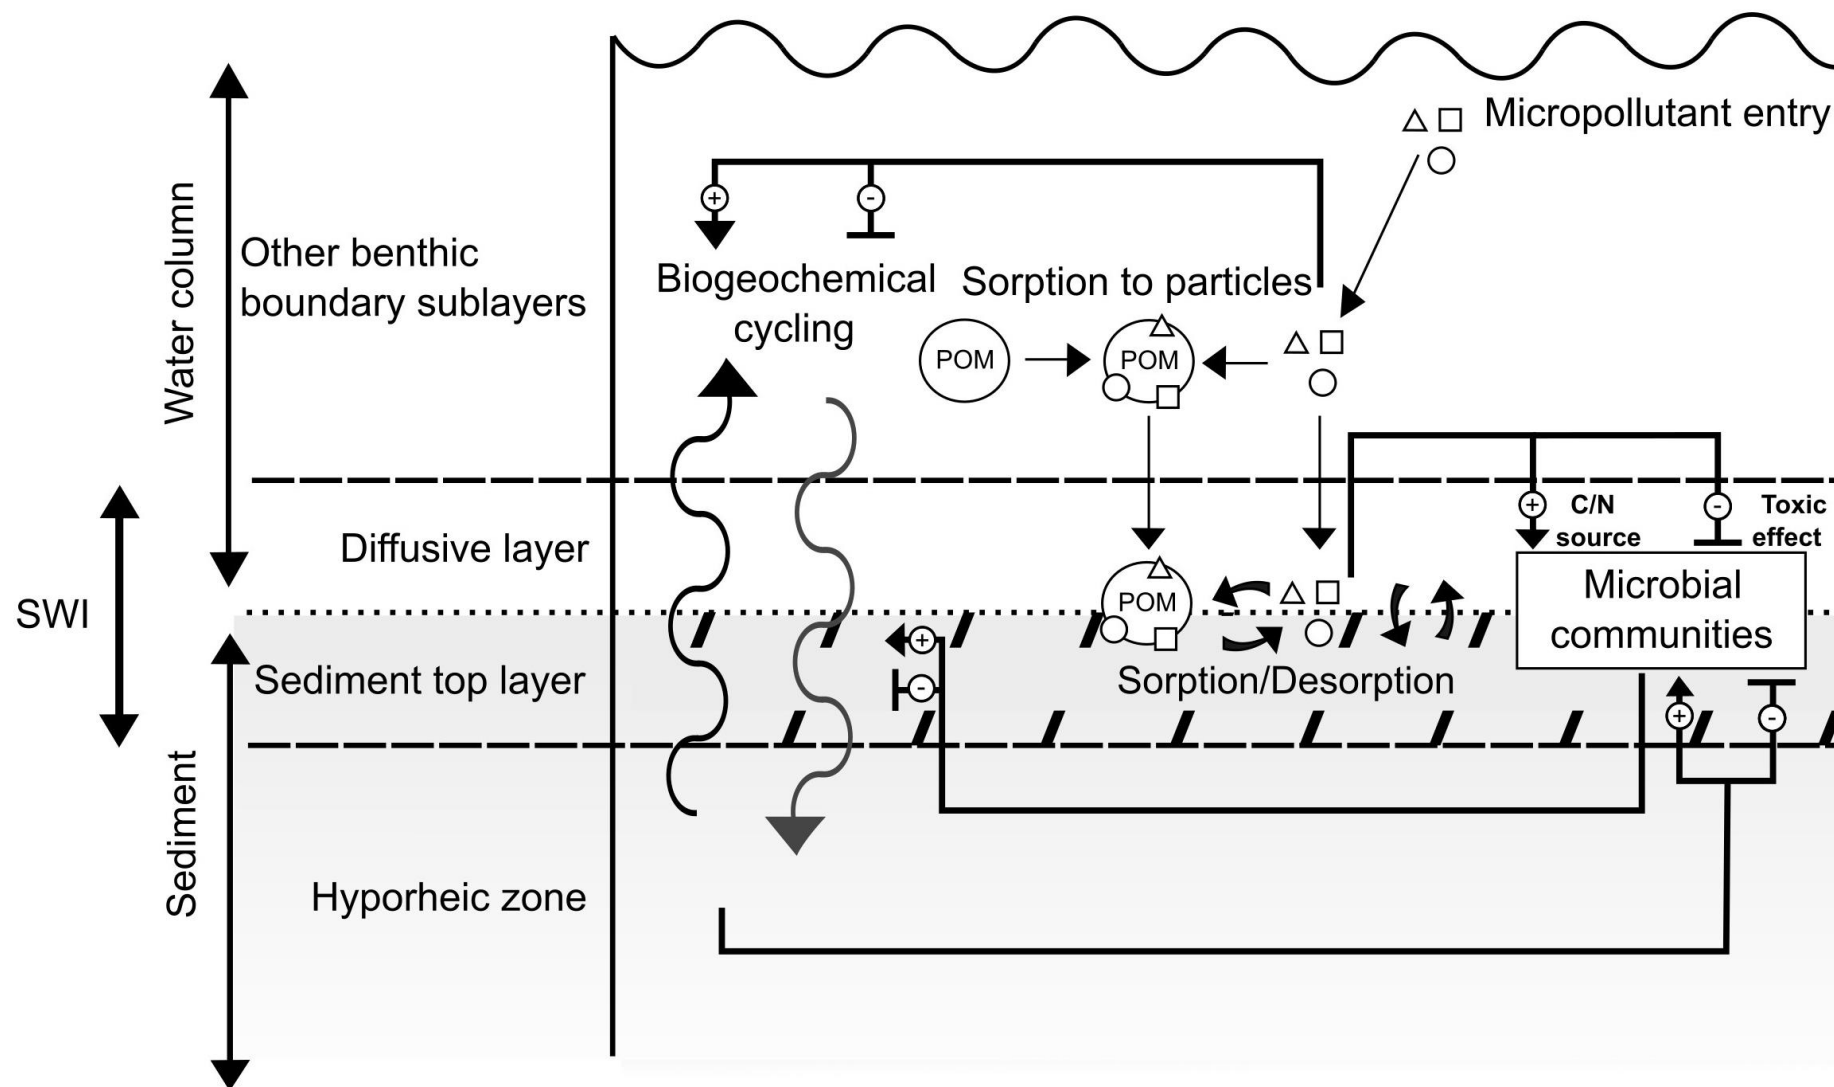 Micropollutant entry
+
-
Water column
Other benthic
boundary sublayers
Biogeochemical
cycling
Sorption to particles
POM
POM
+
C/N
source
-
Toxic
effect
SWI
Diffusive layer
POM
Microbial
communities
+
-
Sediment top layer
Sorption/Desorption
+
-
Sediment
Hyporheic zone